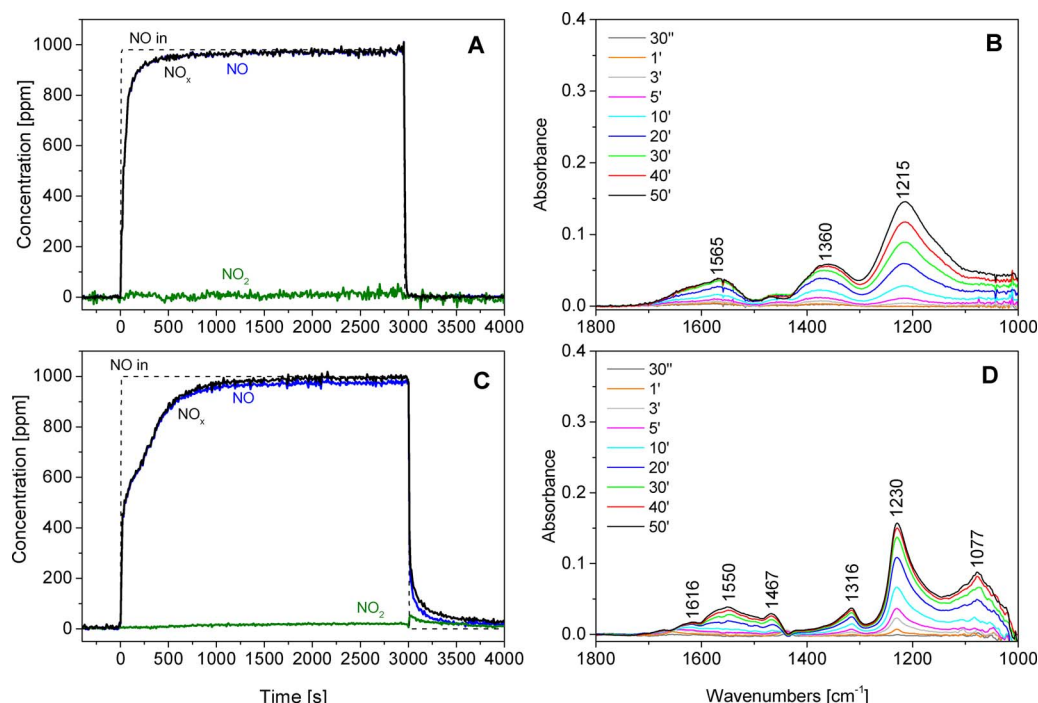 A
NO in
NOx
NO
NO2
Concentration [ppm]
1000
800
600
400
200
0
0 500 1000 1500 2000 2500 3000 3500 4000
B
30"
1'
3'
5'
10'
20'
30'
40'
50'
1565
1360
1215
Absorbance
0.4
0.3
0.2
0.1
0.0
1800 1600 1400 1200 1000
C
NO in
NOx
NO
NO2
Concentration [ppm]
1000
800
600
400
200
0
0 500 1000 1500 2000 2500 3000 3500 4000
Time [s]
D
30"
1'
3'
5'
10'
20'
30'
40'
50'
1616
1550
1467
1316
1230
1077
Absorbance
0.4
0.3
0.2
0.1
0.0
1800 1600 1400 1200 1000
Wavenumbers [cm-1]